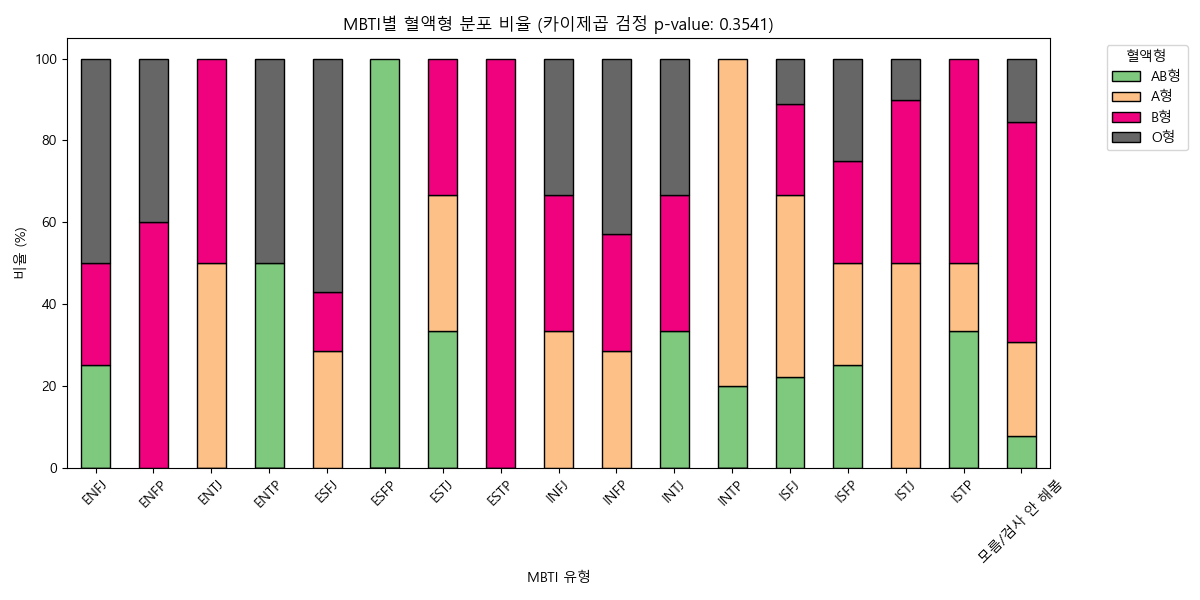 MBTI별 혈액형 분포 비율 (카이제곱 검정 p-value: 0.3541)
혈액형
AB형
A형
B형
O형
비율 (%)
100
80
60
40
20
0
ENFJ
ENFP
ENTJ
ENTP
ESFJ
ESFP
ESTJ
ESTP
INFJ
INFP
INTJ
INTP
ISFJ
ISFP
ISTJ
ISTP
모름/검사 안 해봄
MBTI 유형